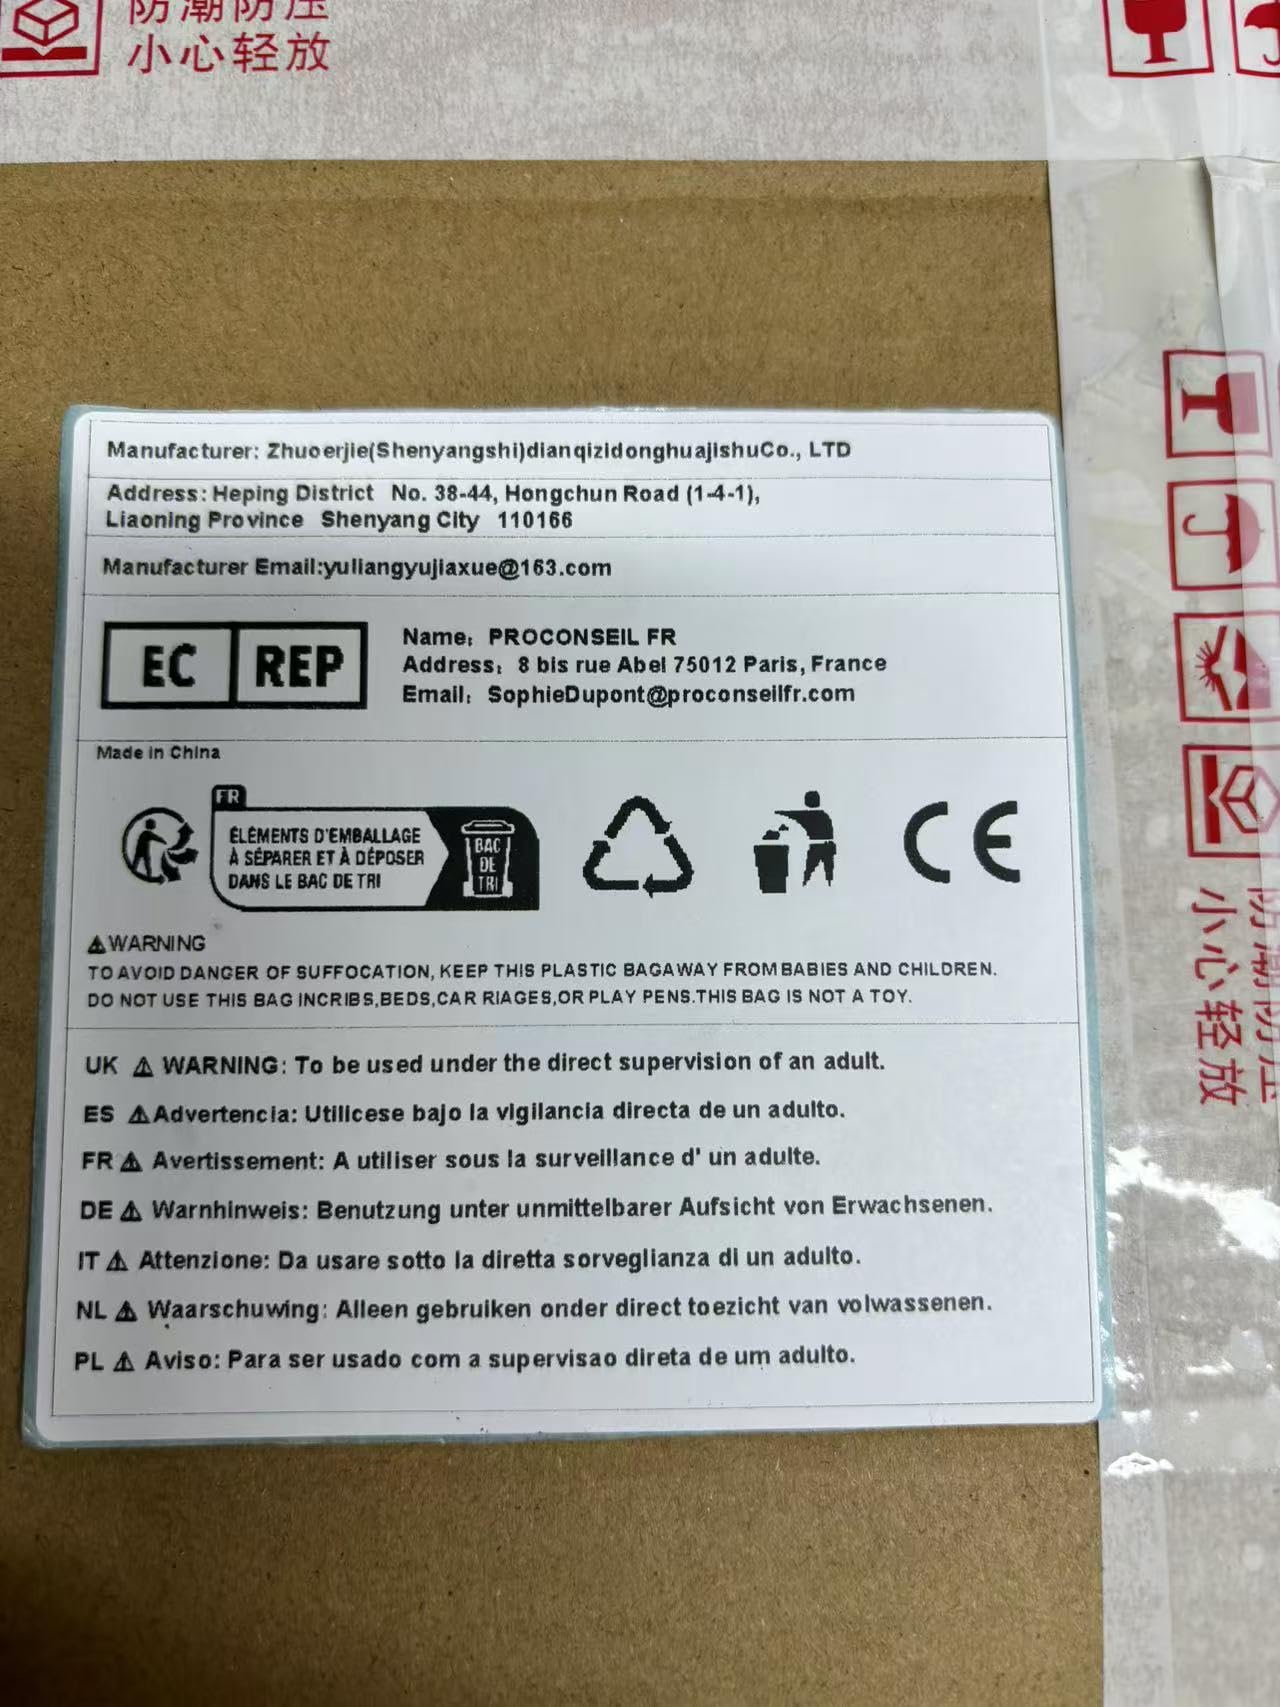 防潮防压
小心轻放
Manufacturer: Zhuoerjie(Shenyangshi)dianqizidonghuajishuCo., LTD
Address: Heping District No. 38-44, Hongchun Road (1-4-1),
Liaoning Province Shenyang City 110166
Manufacturer Email:yuliangyujiaxue@163.com
EC REP
Name: PROCONSEIL FR
Address: 8 bis rue Abel 75012 Paris, France
Email: SophieDupont@proconseilfr.com
Made in China
FR
ÉLÉMENTS D'EMBALLAGE
À SÉPARER ET À DÉPOSER
DANS LE BAC DE TRI
BAC
DE
TRI
CE
⚠WARNING
TO AVOID DANGER OF SUFFOCATION, KEEP THIS PLASTIC BAGAWAY FROM BABIES AND CHILDREN.
DO NOT USE THIS BAG INCRIBS,BEDS,CAR RIAGES,OR PLAY PENS.THIS BAG IS NOT A TOY.
UK ⚠ WARNING: To be used under the direct supervision of an adult.
ES ⚠Advertencia: Utilicese bajo la vigilancia directa de un adulto.
FR ⚠ Avertissement: A utiliser sous la surveillance d' un adulte.
DE ⚠ Warnhinweis: Benutzung unter unmittelbarer Aufsicht von Erwachsenen.
IT ⚠ Attenzione: Da usare sotto la diretta sorveglianza di un adulto.
NL ⚠ Waarschuwing: Alleen gebruiken onder direct toezicht van volwassenen.
PL ⚠ Aviso: Para ser usado com a supervisao direta de um adulto.
防潮防压
小心轻放